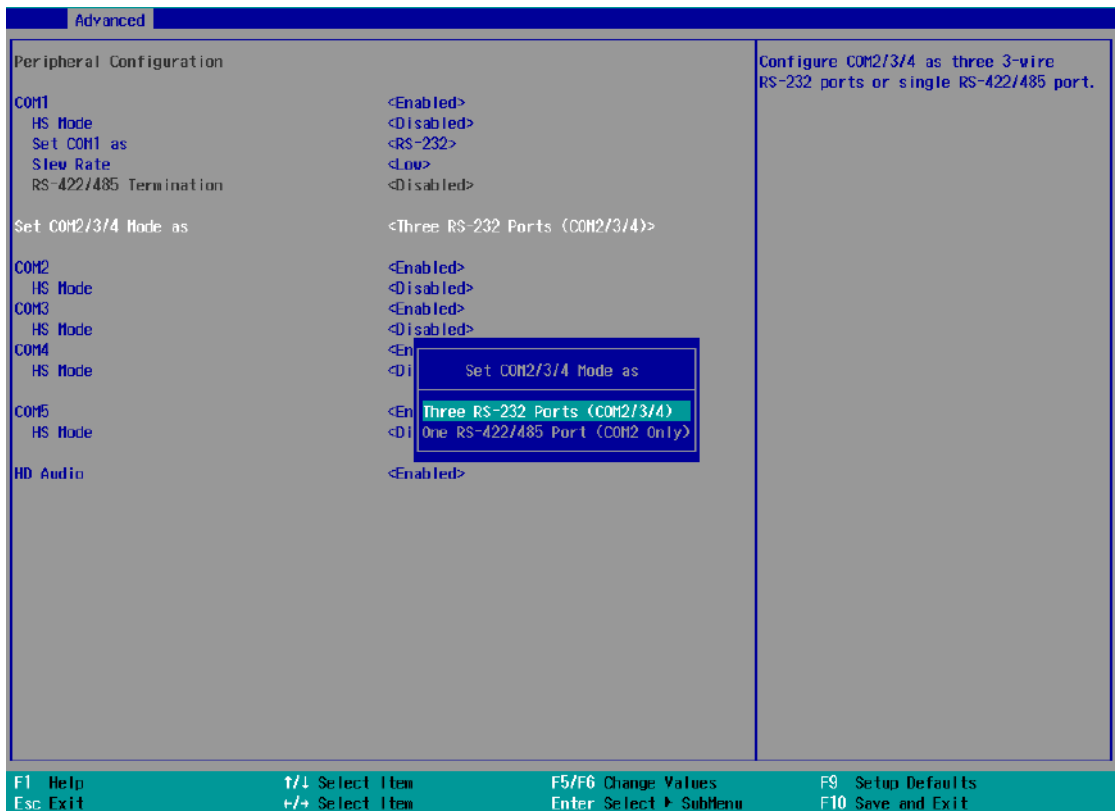 Advanced
Peripheral Configuration
Configure COM2/3/4 as three 3-wire
RS-232 ports or single RS-422/485 port.
COM1 <Enabled>
HS Mode <Disabled>
Set COM1 as <RS-232>
Slew Rate <Low>
RS-422/485 Termination <Disabled>
Set COM2/3/4 Mode as <Three RS-232 Ports (COM2/3/4)>
COM2 <Enabled>
HS Mode <Disabled>
COM3 <Enabled>
HS Mode <Disabled>
COM4 <En
HS Mode <Di
COM5 <En
HS Mode <Di
Set COM2/3/4 Mode as
Three RS-232 Ports (COM2/3/4)
One RS-422/485 Port (COM2 Only)
HD Audio <Enabled>
F1 Help ↑/↓ Select Item F5/F6 Change Values F9 Setup Defaults
Esc Exit ←/→ Select Item Enter Select ▶ SubMenu F10 Save and Exit